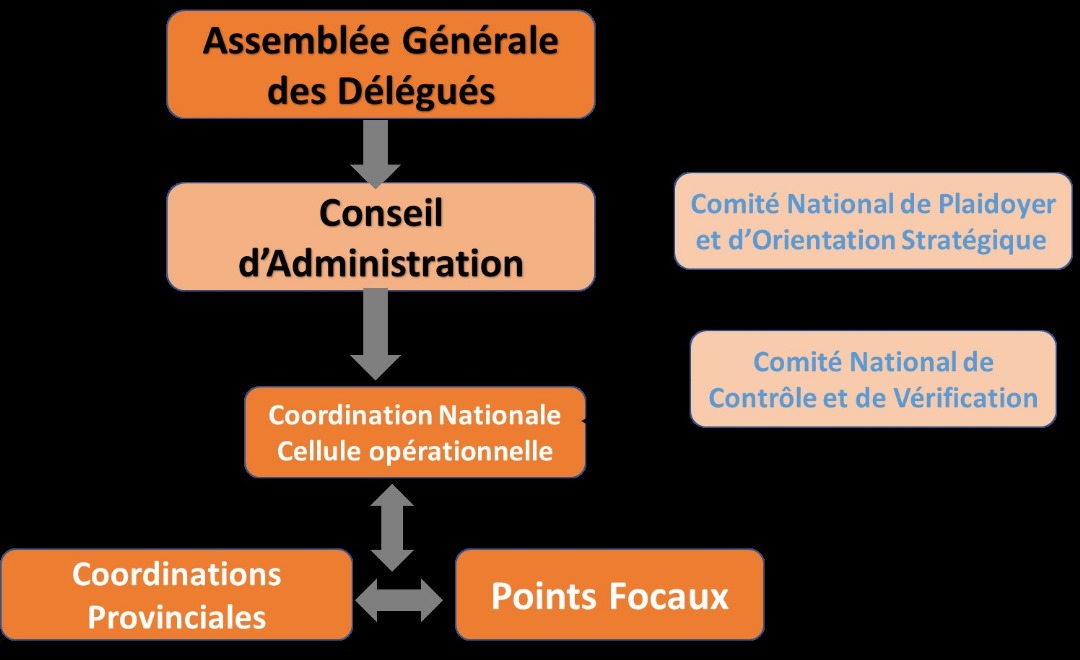 Assemblée Générale
des Délégués
Conseil
d’Administration
Comité National de Plaidoyer
et d’Orientation Stratégique
Comité National de
Contrôle et de Vérification
Coordination Nationale
Cellule opérationnelle
Coordinations
Provinciales
Points Focaux